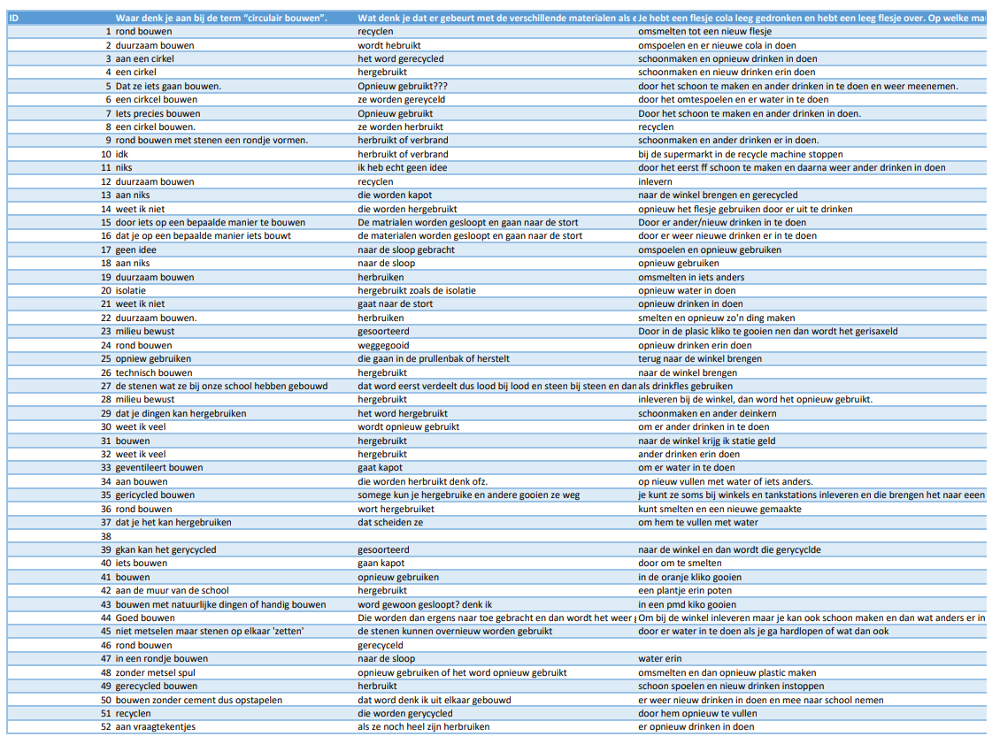 ID Waar denk je aan bij de term “circulair bouwen”. Wat denk je dat er gebeurt met de verschillende materialen als e Je hebt een flesje cola leeg gedronken en hebt een leeg flesje over. Op welke ma
1 rond bouwen recyclen omsmelten tot een nieuw flesje
2 duurzaam bouwen wordt hebruikt omspoelen en er nieuwe cola in doen
3 aan een cirkel het word gerecycled schoonmaken en opnieuw drinken in doen
4 een cirkel hergebruikt schoonmaken en nieuw drinken erin doen
5 Dat ze iets gaan bouwen. Opnieuw gebruikt??? door het schoon te maken en ander drinken in te doen en weer meenemen.
6 een cirkcel bouwen ze worden gereyceld door het omtespoelen en er water in te doen
7 Iets precies bouwen Opnieuw gebruikt Door het schoon te maken en ander drinken in doen.
8 een cirkel bouwen. ze worden herbruikt recyclen
9 rond bouwen met stenen een rondje vormen. herbruikt of verbrand schoonmaken en ander drinken er in doen.
10 idk herbruikt of verbrand bij de supermarkt in de recycle machine stoppen
11 niks ik heb echt geen idee door het eerst ff schoon te maken en daarna weer ander drinken in doen
12 duurzaam bouwen recyclen inlevern
13 aan niks die worden kapot naar de winkel brengen en gerecycled
14 weet ik niet die worden hergebruikt opnieuw het flesje gebruiken door er uit te drinken
15 door iets op een bepaalde manier te bouwen De matrialen worden gesloopt en gaan naar de stort Door er ander/nieuw drinken in te doen
16 dat je op een bepaalde manier iets bouwt de materialen worden gesloopt en gaan naar de stort door er weer nieuwe drinken er in te doen
17 geen idee naar de sloop gebracht omspoelen en opnieuw gebruiken
18 aan niks naar de sloop opnieuw gebruiken
19 duurzaam bouwen herbruiken omsmelten in iets anders
20 isolatie hergebruikt zoals de isolatie opnieuw water in doen
21 weet ik niet gaat naar de stort opnieuw drinken in doen
22 duurzaam bouwen. herbruiken smelten en opnieuw zo'n ding maken
23 milieu bewust gesoorteerd Door in de plasic kliko te gooien nen dan wordt het gerisaxeld
24 rond bouwen weggegooid opnieuw drinken erin doen
25 opniew gebruiken die gaan in de prullenbak of herstelt terug naar de winkel brengen
26 technisch bouwen hergebruikt naar de winkel brengen
27 de stenen wat ze bij onze school hebben gebouwd dat word eerst verdeelt dus lood bij lood en steen bij steen en dan als drinkfles gebruiken
28 milieu bewust hergebruikt inleveren bij de winkel, dan word het opnieuw gebruikt.
29 dat je dingen kan hergebruiken het word hergebruikt schoonmaken en ander deinkern
30 weet ik veel wordt opnieuw gebruikt om er ander drinken in te doen
31 bouwen hergebruikt naar de winkel krijg ik statie geld
32 weet ik veel hergebruikt ander drinken erin doen
33 geventileert bouwen gaat kapot om er water in te doen
34 aan bouwen die worden herbruikt denk ofz. op nieuw vullen met water of iets anders.
35 gericycled bouwen somege kun je hergebruike en andere gooien ze weg je kunt ze soms bij winkels en tankstations inleveren en die brengen het naar eeen
36 rond bouwen wort hergebruiket kunt smelten en een nieuwe gemaakte
37 dat je het kan hergebruiken dat scheiden ze om hem te vullen met water
38
39 gkan kan het gerycycled gesoorteerd naar de winkel en dan wordt die gerycyclde
40 iets bouwen gaan kapot door om te smelten
41 bouwen opnieuw gebruiken in de oranje kliko gooien
42 aan de muur van de school hergebruikt een plantje erin poten
43 bouwen met natuurlijke dingen of handig bouwen word gewoon gesloopt? denk ik in een pmd kiko gooien
44 Goed bouwen Die worden dan ergens naar toe gebracht en dan wordt het weer g Om bij de winkel inleveren maar je kan ook schoon maken en dan wat anders er in
45 niet metselen maar stenen op elkaar 'zetten' de stenen kunnen overnieuw worden gebruikt door er water in te doen als je ga hardlopen of wat dan ook
46 rond bouwen gerecyceld
47 in een rondje bouwen naar de sloop water erin
48 zonder metsel spul opnieuw gebruiken of het word opnieuw gebruikt omsmelten en dan opnieuw plastic maken
49 gerecycled bouwen herbruikt schoon spoelen en nieuw drinken instoppen
50 bouwen zonder cement dus opstapelen dat word denk ik uit elkaar gebouwd er weer nieuw drinken in doen en mee naar school nemen
51 recyclen die worden gerycycled door hem opnieuw te vullen
52 aan vraagtekentjes als ze noch heel zijn herbruiken er opnieuw drinken in doen